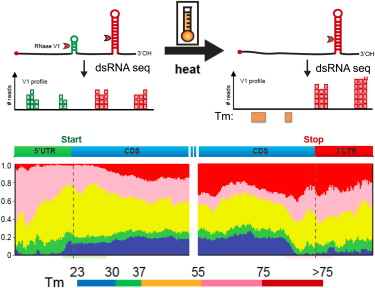 RNase V1
3'OH
3'OH
dsRNA seq
heat
dsRNA seq
V1 profile
V1 profile
# reads
# reads
Tm:
Start
Stop
5'UTR
CDS
CDS
3'UTR
1.0
0.8
0.6
0.4
0.2
0
Tm
23
30
37
55
75
>75